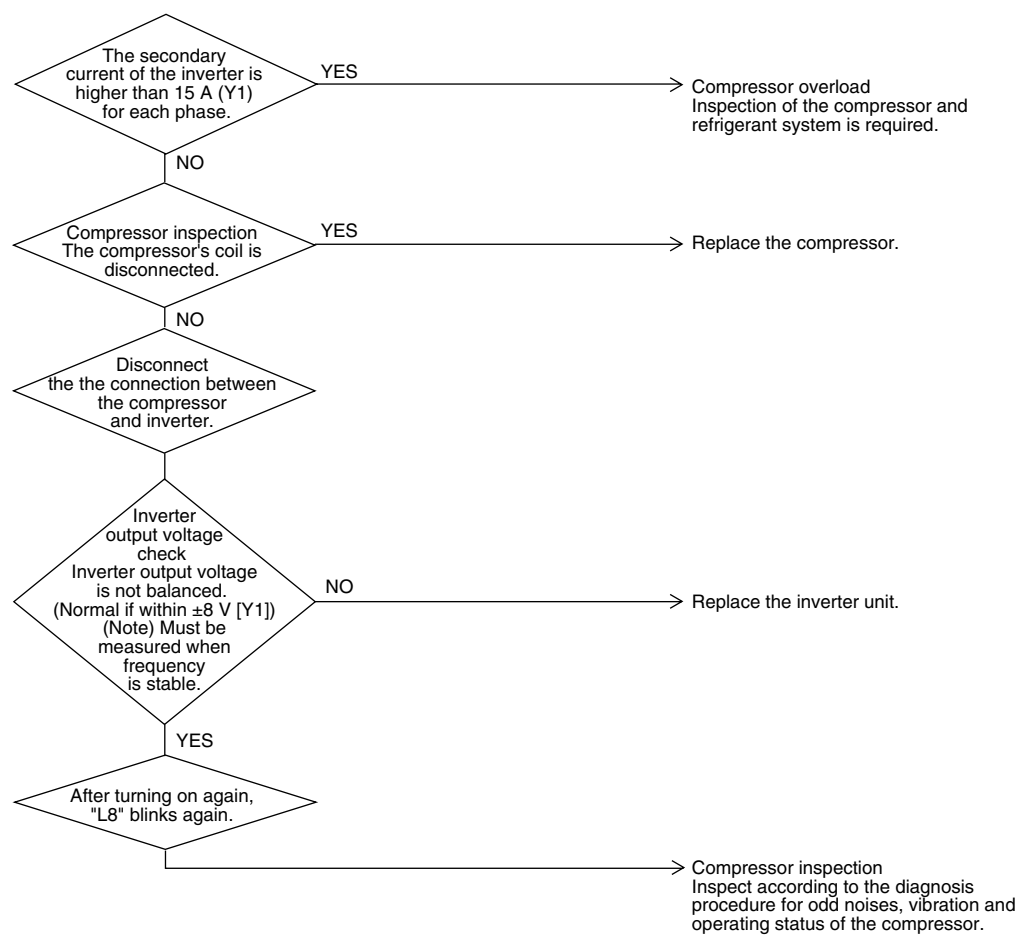 The secondary
current of the inverter is
higher than 15 A (Y1)
for each phase.
YES
Compressor overload
Inspection of the compressor and
refrigerant system is required.
NO
Compressor inspection
The compressor's coil is
disconnected.
YES
Replace the compressor.
NO
Disconnect
the the connection between
the compressor
and inverter.
Inverter
output voltage
check
Inverter output voltage
is not balanced.
(Normal if within ±8 V [Y1])
(Note) Must be
measured when
frequency
is stable.
NO
Replace the inverter unit.
YES
After turning on again,
"L8" blinks again.
Compressor inspection
Inspect according to the diagnosis
procedure for odd noises, vibration and
operating status of the compressor.